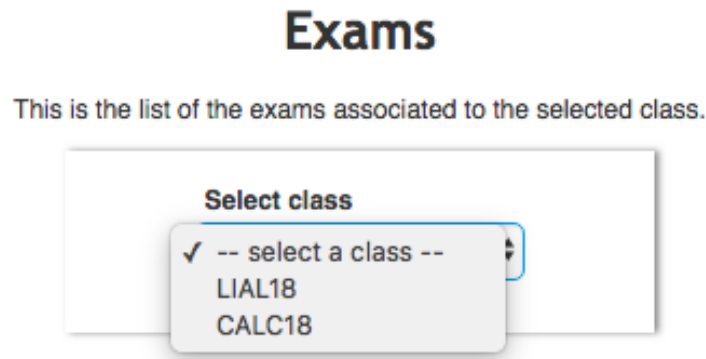 Exams
This is the list of the exams associated to the selected class.
Select class
✓ -- select a class --
LIAL18
CALC18